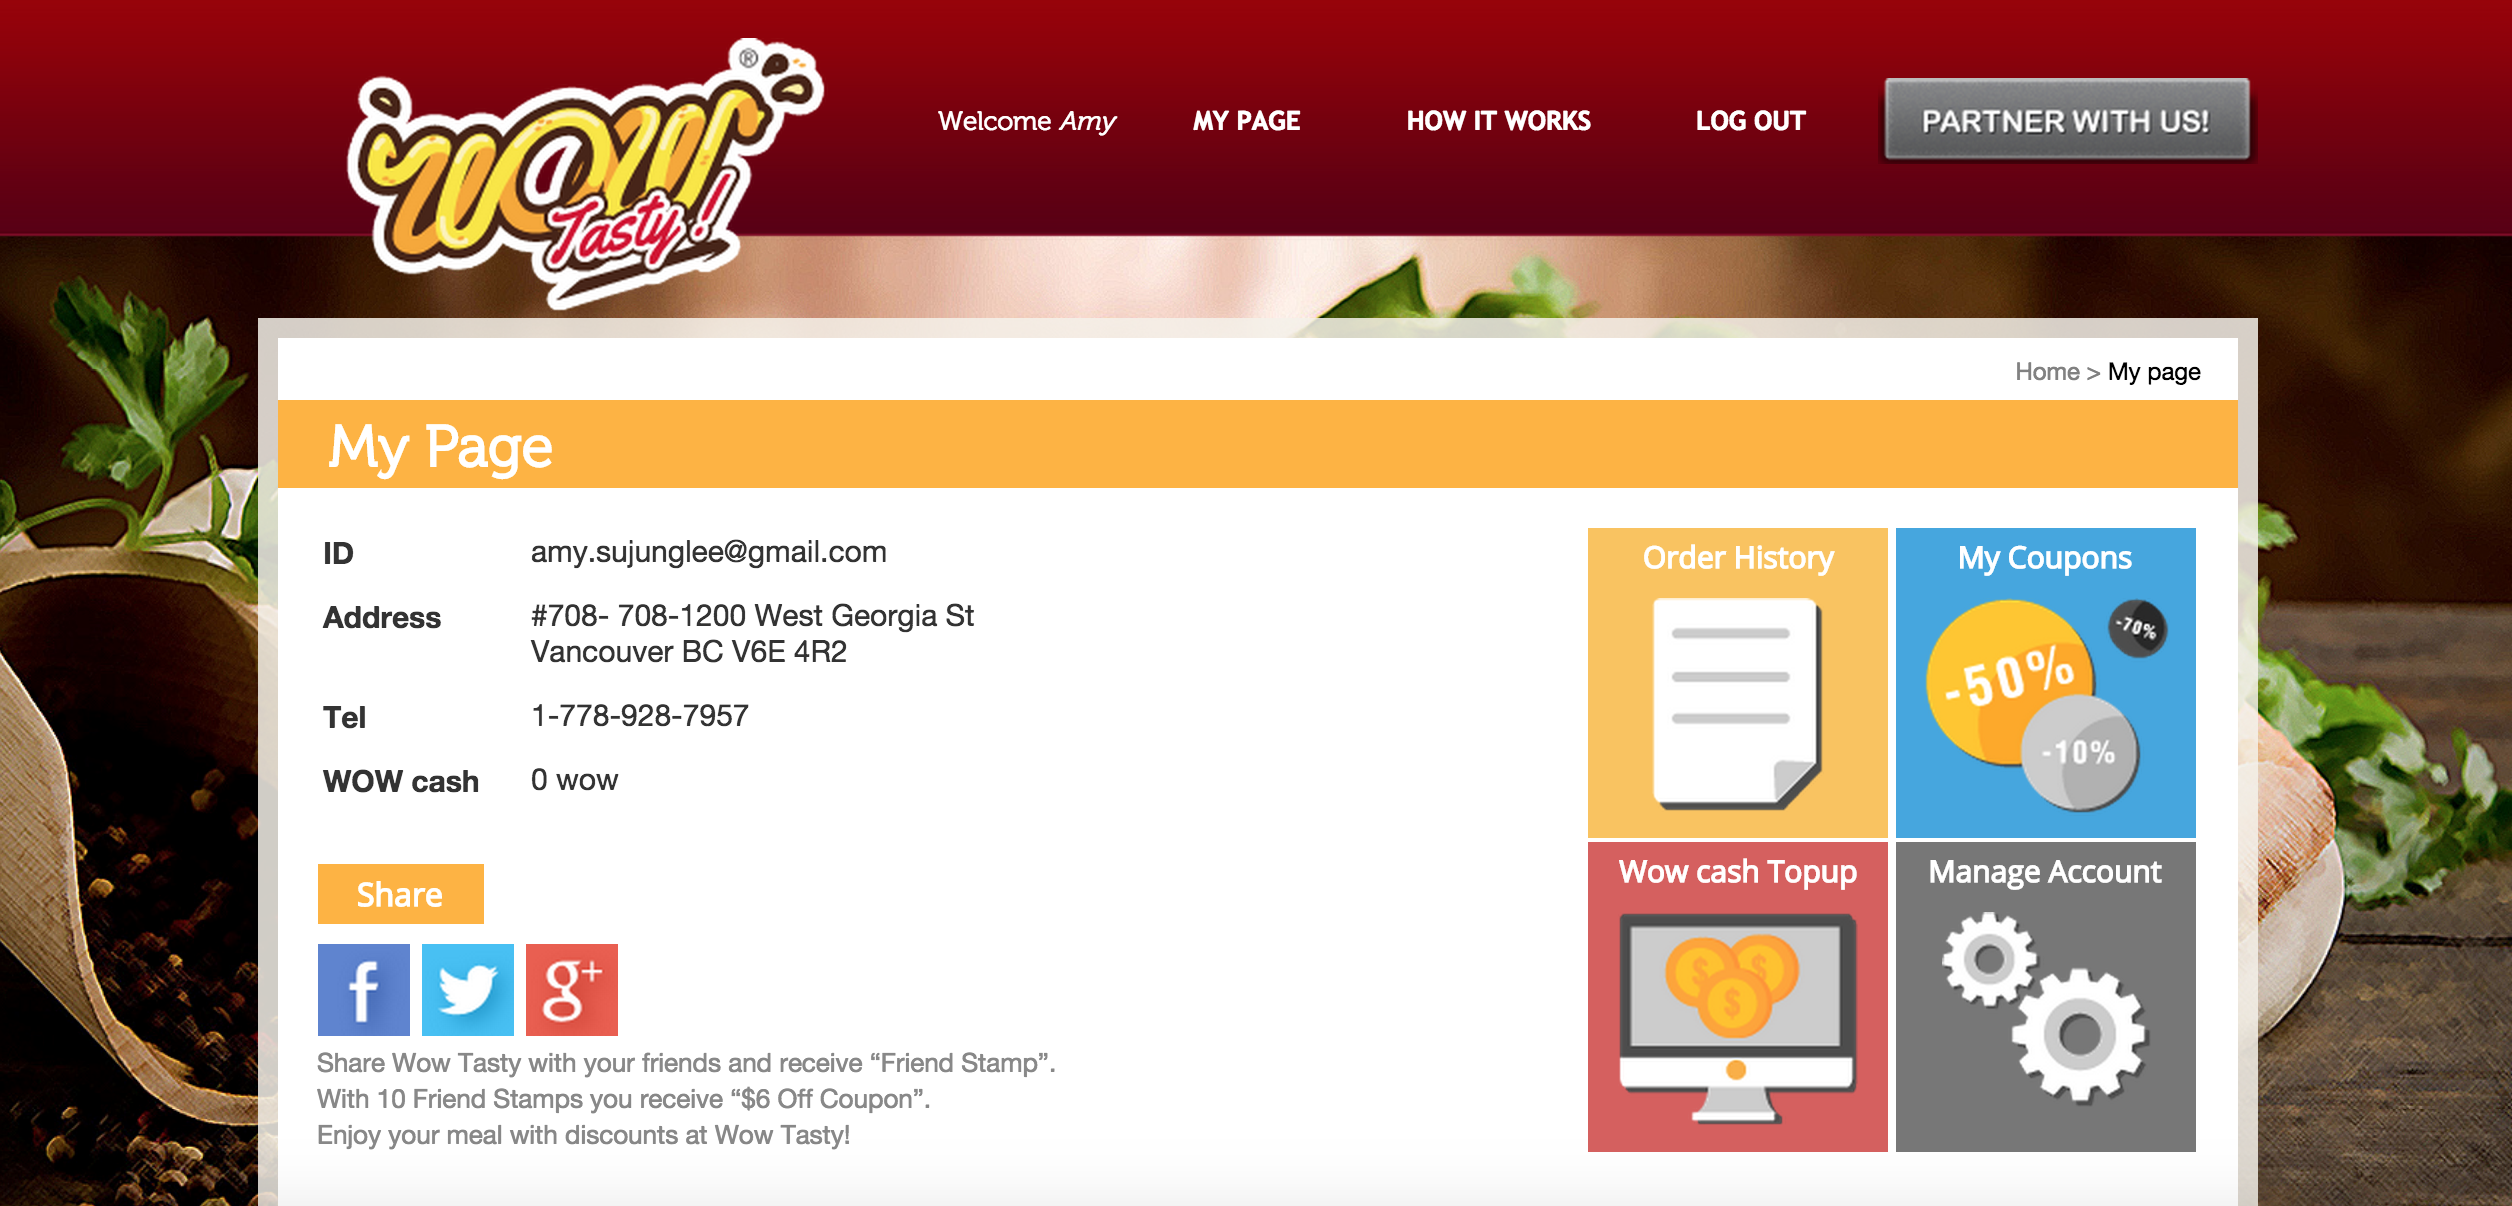 WOW
Tasty!
®
Welcome Amy
MY PAGE
HOW IT WORKS
LOG OUT
PARTNER WITH US!
Home > My page
My Page
ID
amy.sujunglee@gmail.com
Address
#708- 708-1200 West Georgia St
Vancouver BC V6E 4R2
Tel
1-778-928-7957
WOW cash
0 wow
Share
f
g+
Share Wow Tasty with your friends and receive “Friend Stamp”.
With 10 Friend Stamps you receive “$6 Off Coupon”.
Enjoy your meal with discounts at Wow Tasty!
Order History
My Coupons
-70%
-50%
-10%
Wow cash Topup
$ $
$
Manage Account